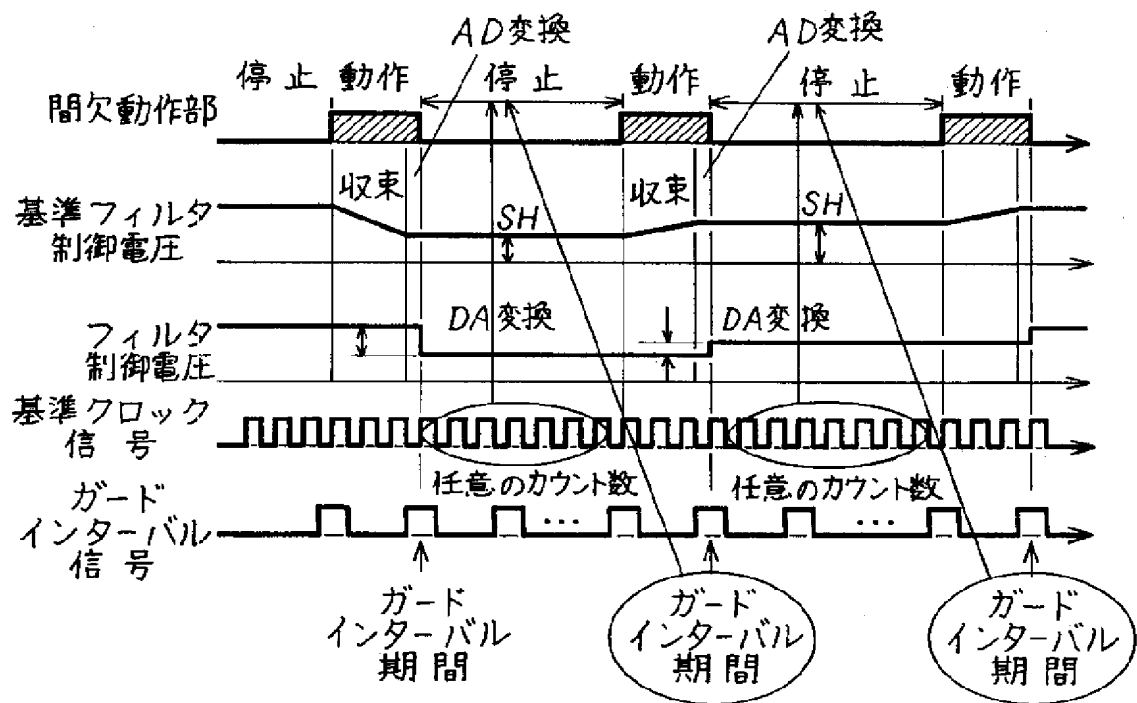 AD変換
AD変換
停止 動作 停止 動作 停止 動作
間欠動作部
収束
収束
基準フィルタ
制御電圧
SH
SH
フィルタ
制御電圧
DA変換
DA変換
基準クロック
信号
任意のカウント数
任意のカウント数
ガード
インターバル
信号
...
...
ガード
インターバル
期間
ガード
インターバル
期間
ガード
インターバル
期間